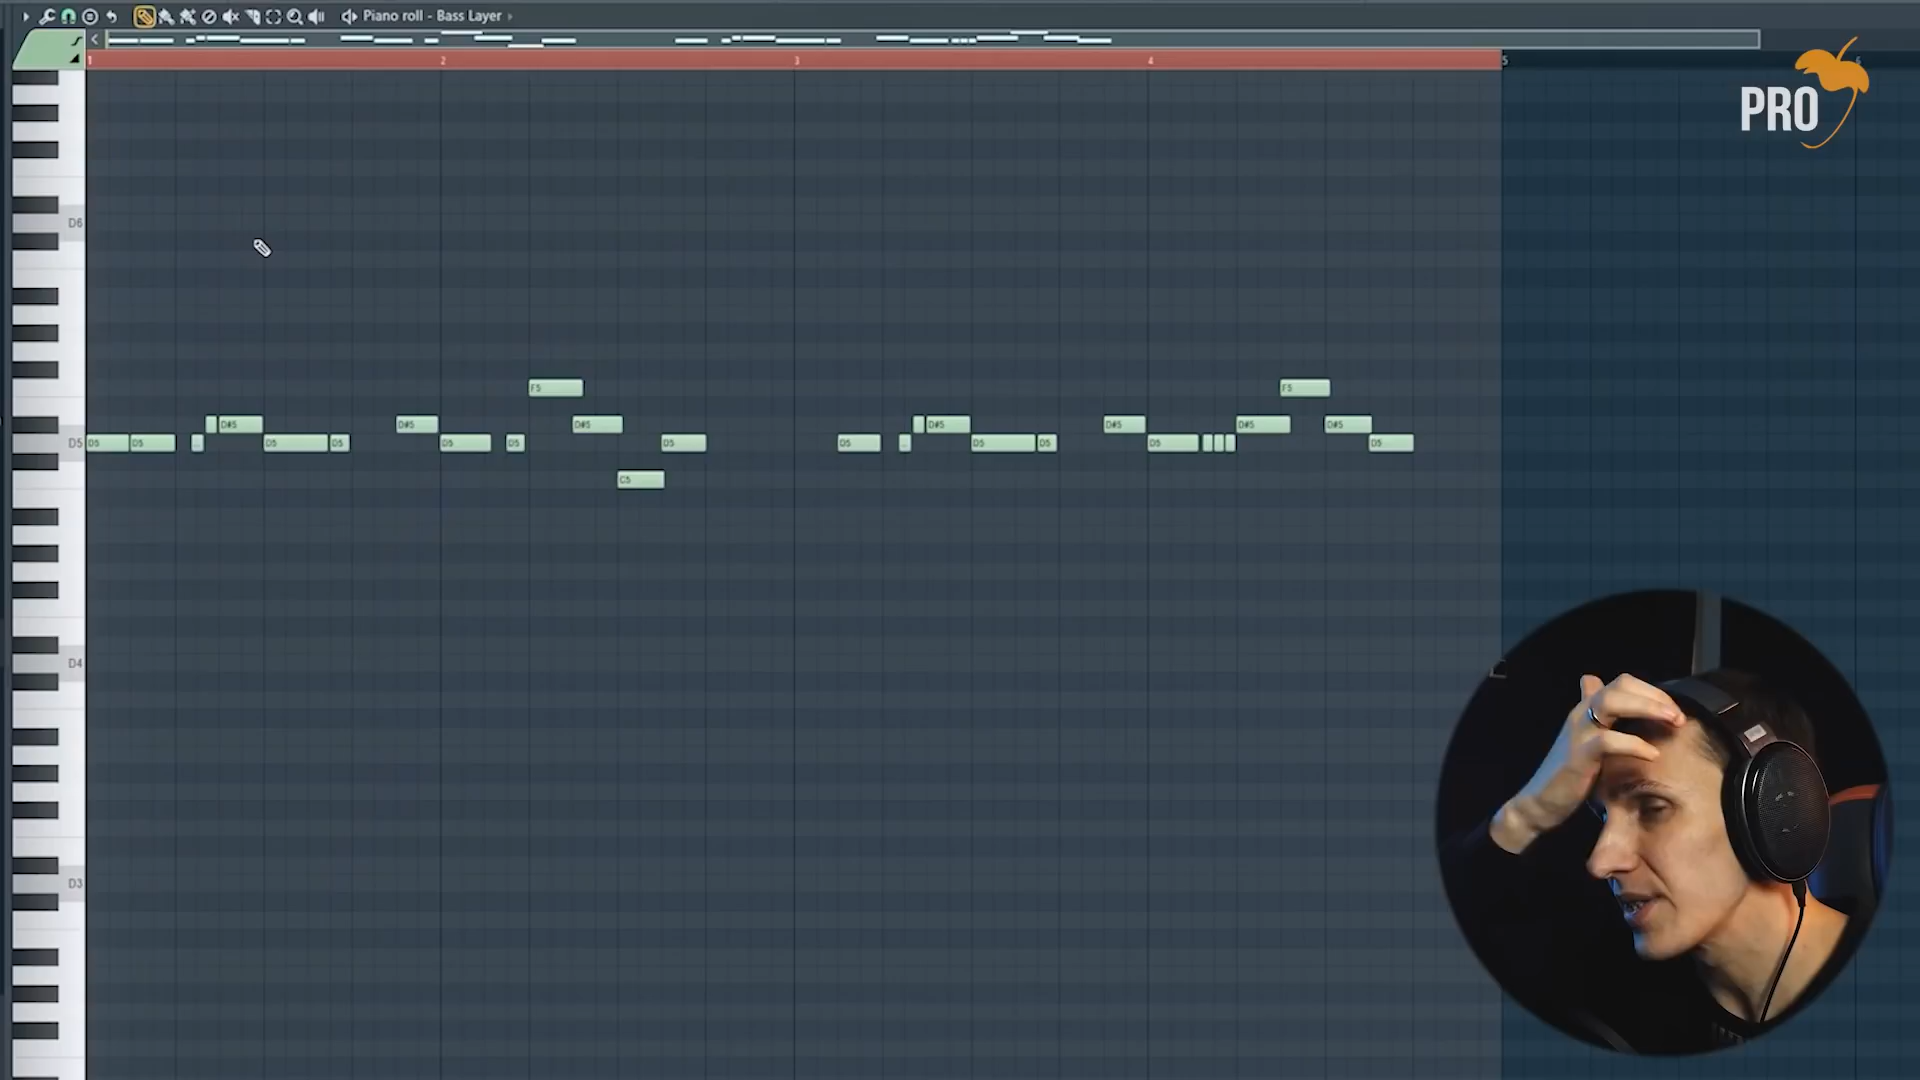 Piano roll - Bass Layer
1 2 3 4 5 6
PRO
D6
F5 F5
D#5 D#5 D#5 D#5 D#5 D#5 D#5
D5 D5 D5 D5 D5 D5 D5 D5 D5 D5 D5 D5 D5
C5
D4
D3